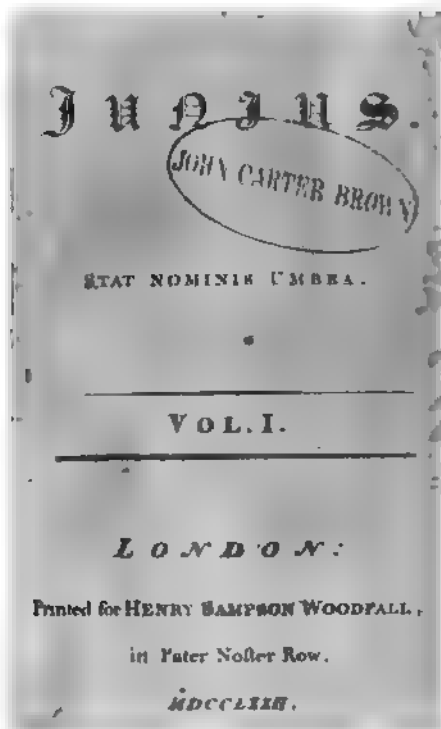 JUNIUS.
JOHN CARTER BROWN
STAT NOMINIS UMBRA.
VOL. I.
LONDON:
Printed for HENRY SAMPSON WOODFALL,
in Pater Noſter Row.
MDCCLXXII.